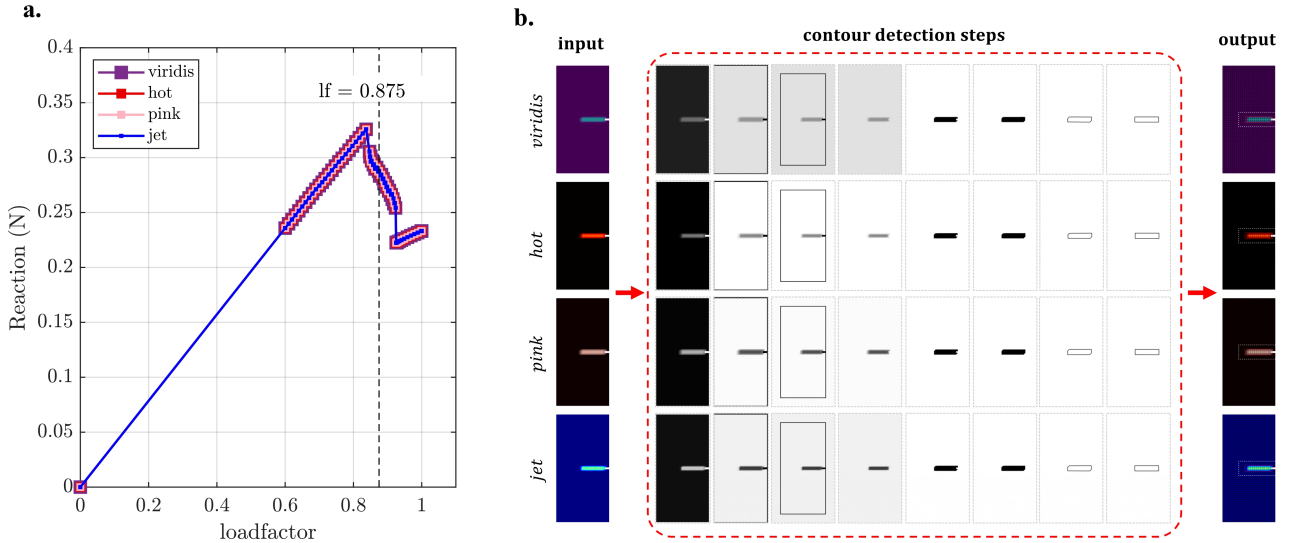 a.
0.4
0.35
0.3
0.25
0.2
0.15
0.1
0.05
0
0
0.2
0.4
0.6
0.8
1
Reaction (N)
loadfactor
viridis
hot
pink
jet
lf = 0.875
b.
input
contour detection steps
output
viridis
hot
pink
jet